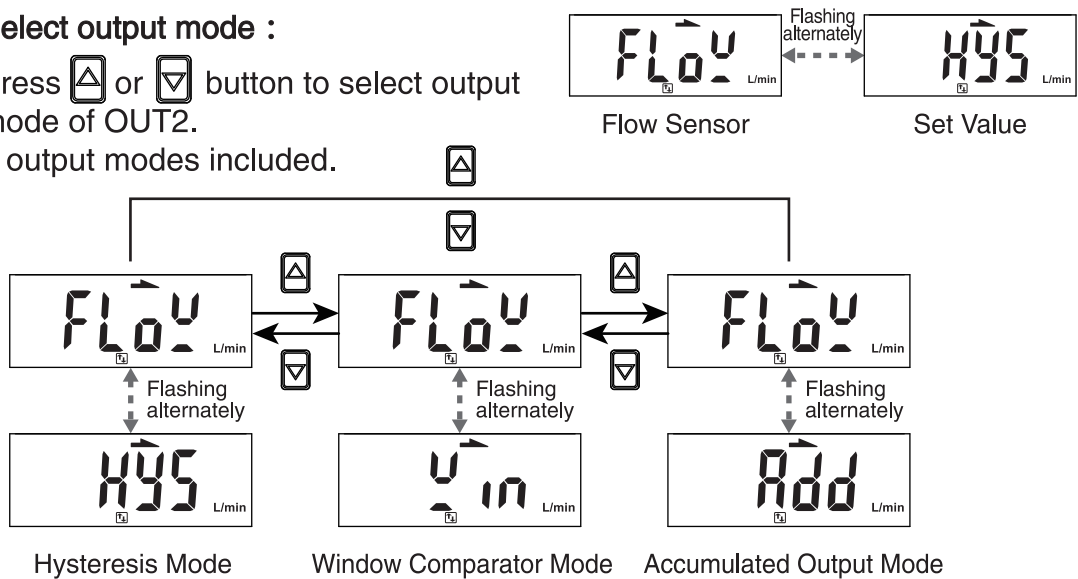 elect output mode :
ress △ or ▽ button to select output
mode of OUT2.
output modes included.
FLoW L/min
Flashing
alternately
HYS L/min
Flow Sensor
Set Value
FLoW L/min
FLoW L/min
FLoW L/min
Flashing
alternately
Flashing
alternately
Flashing
alternately
HYS L/min
Win L/min
Add L/min
Hysteresis Mode
Window Comparator Mode
Accumulated Output Mode